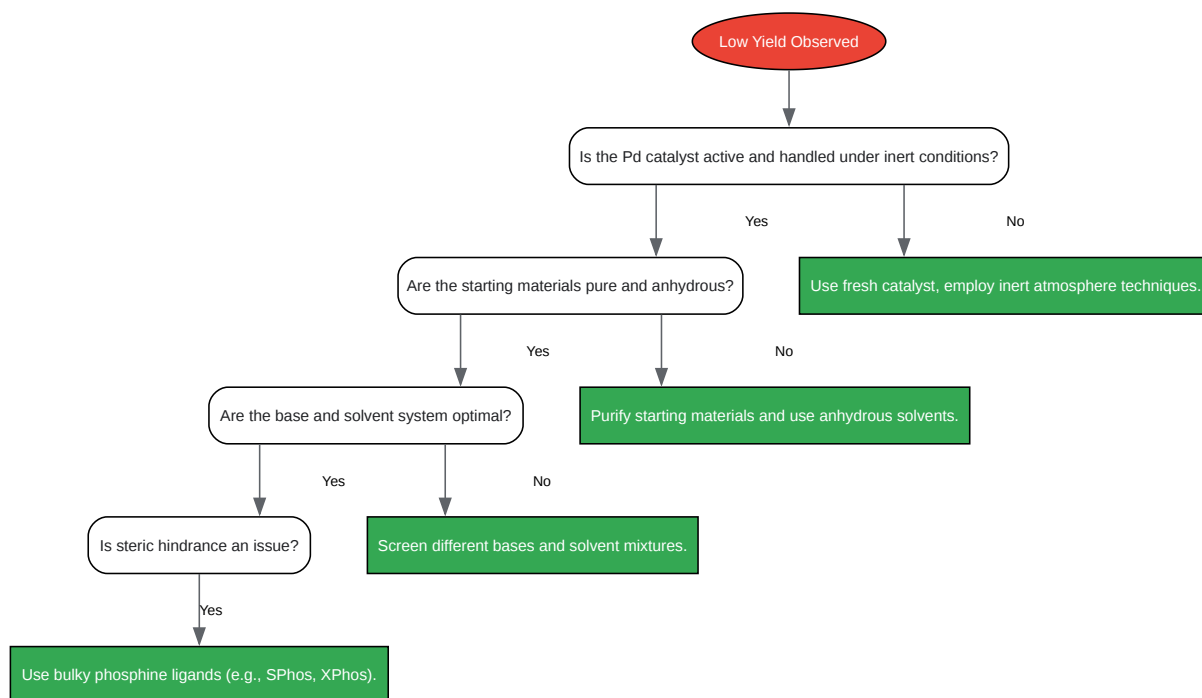 Low Yield Observed
Is the Pd catalyst active and handled under inert conditions?
Yes
No
Are the starting materials pure and anhydrous?
Use fresh catalyst, employ inert atmosphere techniques.
Yes
No
Are the base and solvent system optimal?
Purify starting materials and use anhydrous solvents.
Yes
No
Is steric hindrance an issue?
Screen different bases and solvent mixtures.
Yes
Use bulky phosphine ligands (e.g., SPhos, XPhos).